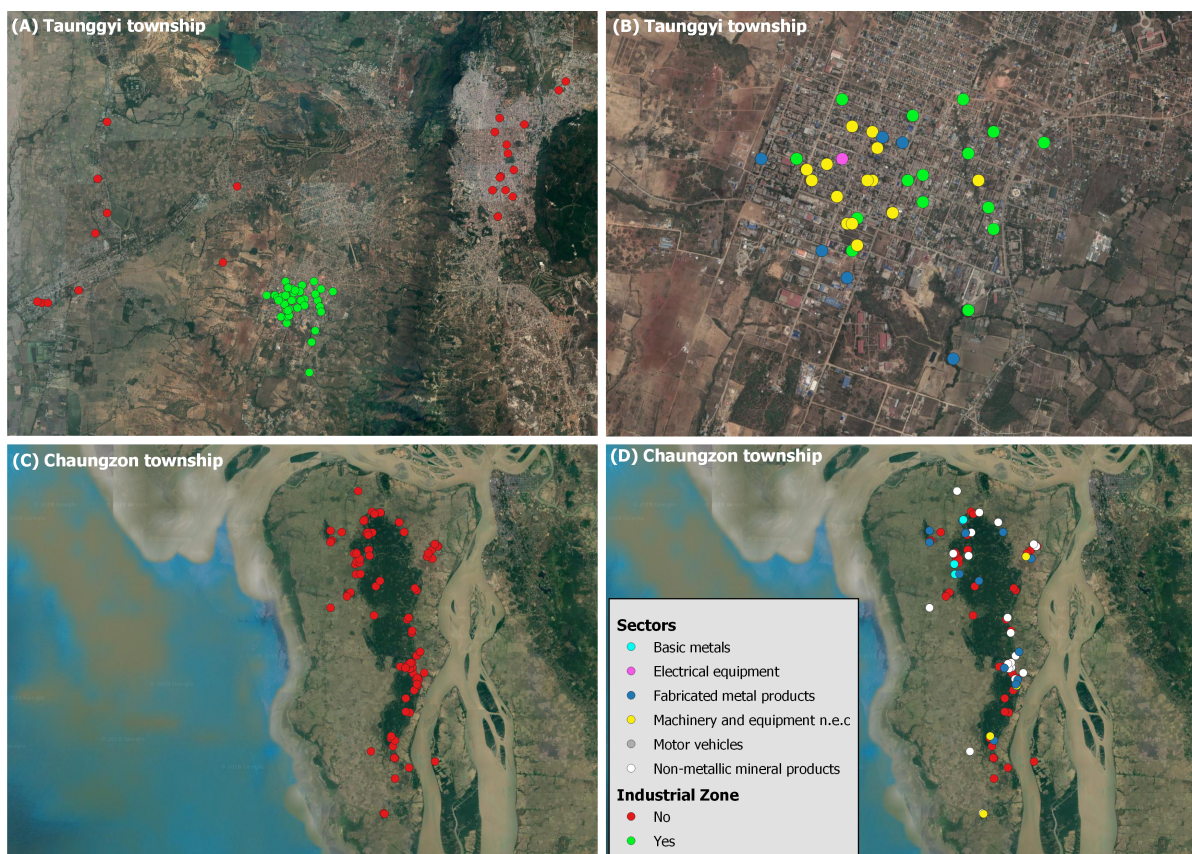 (A) Taunggyi township
(B) Taunggyi township
(C) Chaungzon township
(D) Chaungzon township
Sectors
Basic metals
Electrical equipment
Fabricated metal products
Machinery and equipment n.e.c
Motor vehicles
Non-metallic mineral products
Industrial Zone
No
Yes